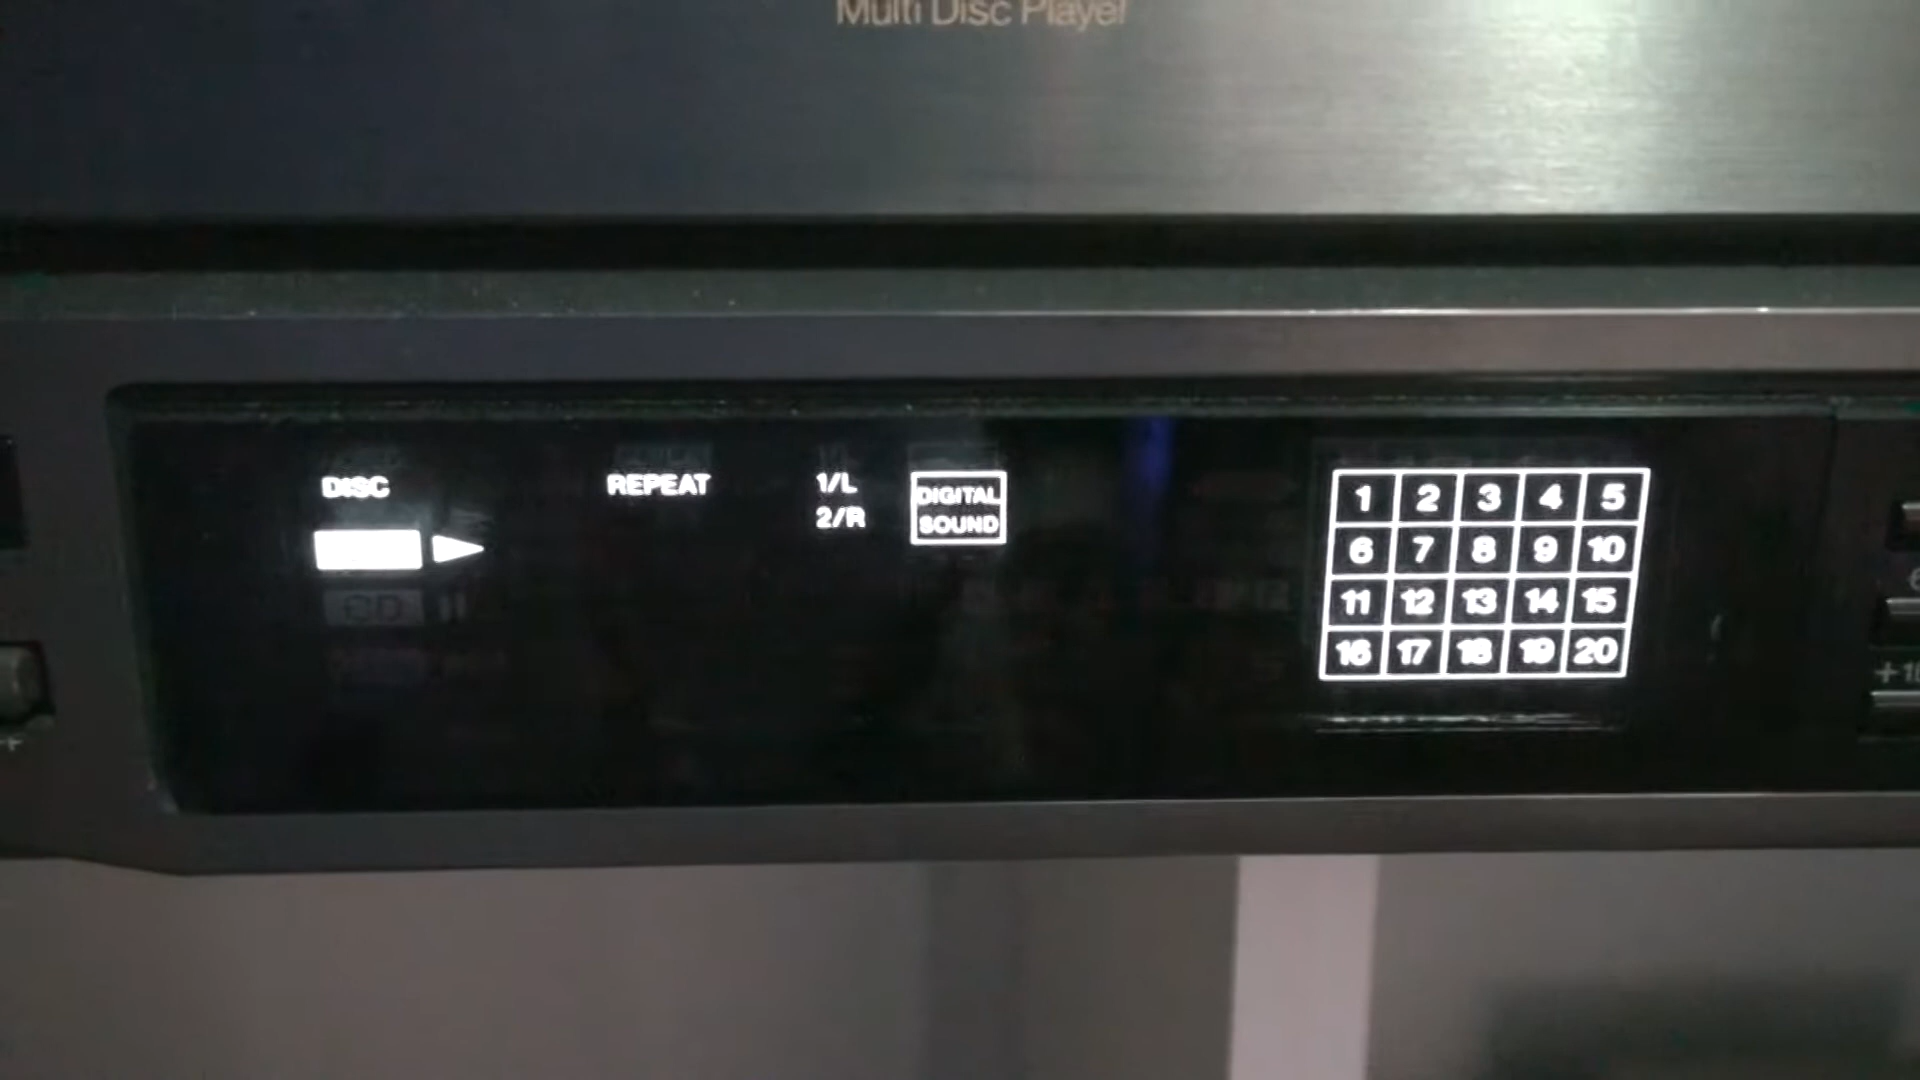 Multi Disc Player
DISC
REPEAT
1/L
2/R
DIGITAL
SOUND
1 2 3 4 5
6 7 8 9 10
11 12 13 14 15
16 17 18 19 20
CD